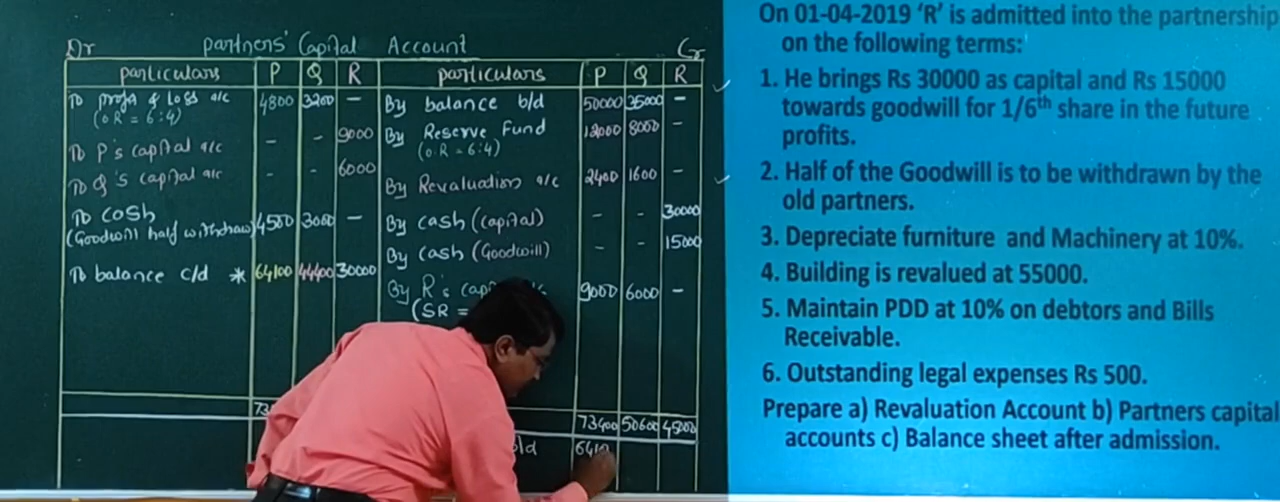 Dr Partners' Capital Account Cr
Particulars P Q R Particulars P Q R
To Profit & Loss a/c 4800 3200 - By balance b/d 50000 35000 -
(O.R = 6:4)
To P's capital a/c - - 9000 By Reserve Fund 12000 8000 -
(O.R = 6:4)
To Q's capital a/c - - 6000 By Revaluation a/c 2400 1600 -
To Cash 4500 3000 - By cash (capital) - - 30000
(Goodwill half withdraw)
By cash (Goodwill) - - 15000
To balance c/d * 64100 44400 30000 By R's 9000 6000 -
(SR =
73400 50600 45000
b/d
On 01-04-2019 ‘R’ is admitted into the partnership
on the following terms:
1. He brings Rs 30000 as capital and Rs 15000
towards goodwill for 1/6th share in the future
profits.
2. Half of the Goodwill is to be withdrawn by the
old partners.
3. Depreciate furniture and Machinery at 10%.
4. Building is revalued at 55000.
5. Maintain PDD at 10% on debtors and Bills
Receivable.
6. Outstanding legal expenses Rs 500.
Prepare a) Revaluation Account b) Partners capital
accounts c) Balance sheet after admission.